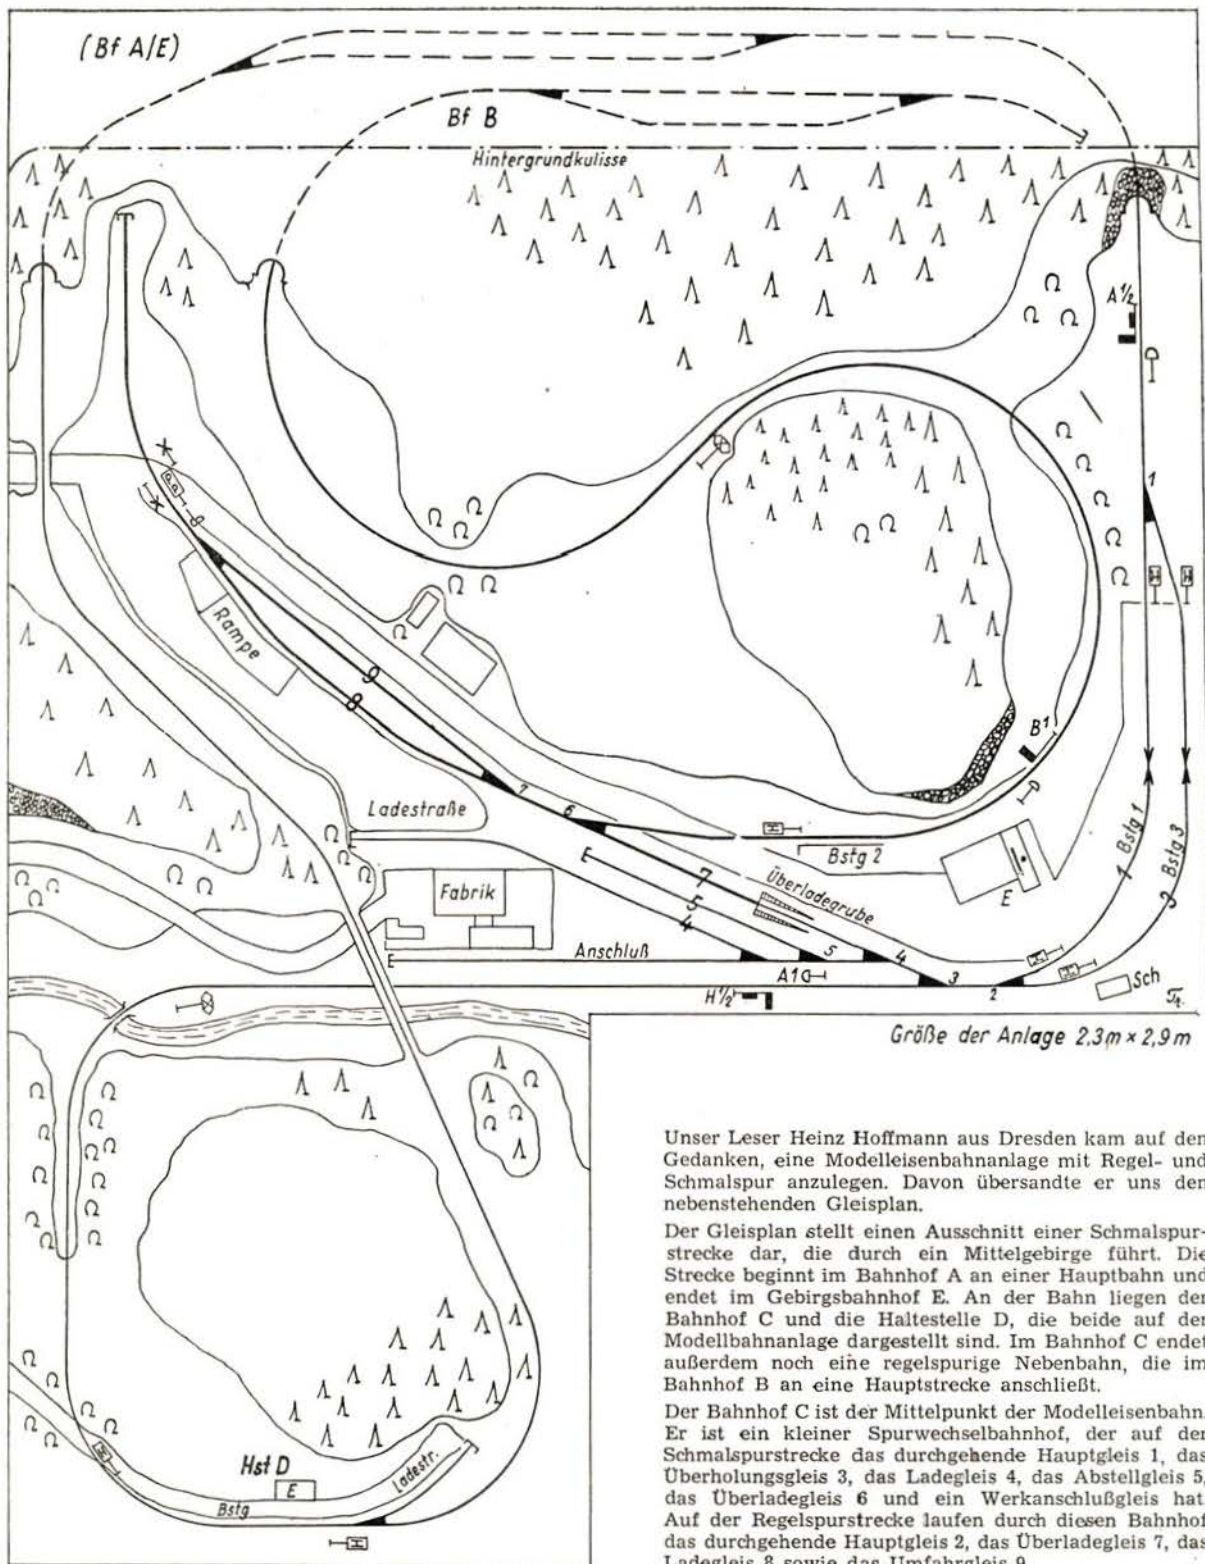 (Bf A/E)
Bf B
Hintergrundkulisse
A 1/2
1
8
Rampe
9
8
B1
7
6
Ladestraße
E
Bstg 2
7
Überladegrube
E
1 Bstg 1
3 Bstg 3
Fabrik
5
4
Anschluß
E
5
4
3
2
A1
H 1/2
Sch
Größe der Anlage 2,3m × 2,9m
Hst D
E
Ladestr.
Bstg
Unser Leser Heinz Hoffmann aus Dresden kam auf den
Gedanken, eine Modelleisenbahnanlage mit Regel- und
Schmalspur anzulegen. Davon übersandte er uns den
nebenstehenden Gleisplan.
Der Gleisplan stellt einen Ausschnitt einer Schmalspur-
strecke dar, die durch ein Mittelgebirge führt. Die
Strecke beginnt im Bahnhof A an einer Hauptbahn und
endet im Gebirgsbahnhof E. An der Bahn liegen der
Bahnhof C und die Haltestelle D, die beide auf der
Modellbahnanlage dargestellt sind. Im Bahnhof C endet
außerdem noch eine regelspurige Nebenbahn, die im
Bahnhof B an eine Hauptstrecke anschließt.
Der Bahnhof C ist der Mittelpunkt der Modelleisenbahn.
Er ist ein kleiner Spurwechselbahnhof, der auf der
Schmalspurstrecke das durchgehende Hauptgleis 1, das
Überholungsgleis 3, das Ladegleis 4, das Abstellgleis 5,
das Überladegleis 6 und ein Werkanschlußgleis hat.
Auf der Regelspurstrecke laufen durch diesen Bahnhof
das durchgehende Hauptgleis 2, das Überladegleis 7, das
Ladegleis 8 sowie das Umfahrgleis 9.